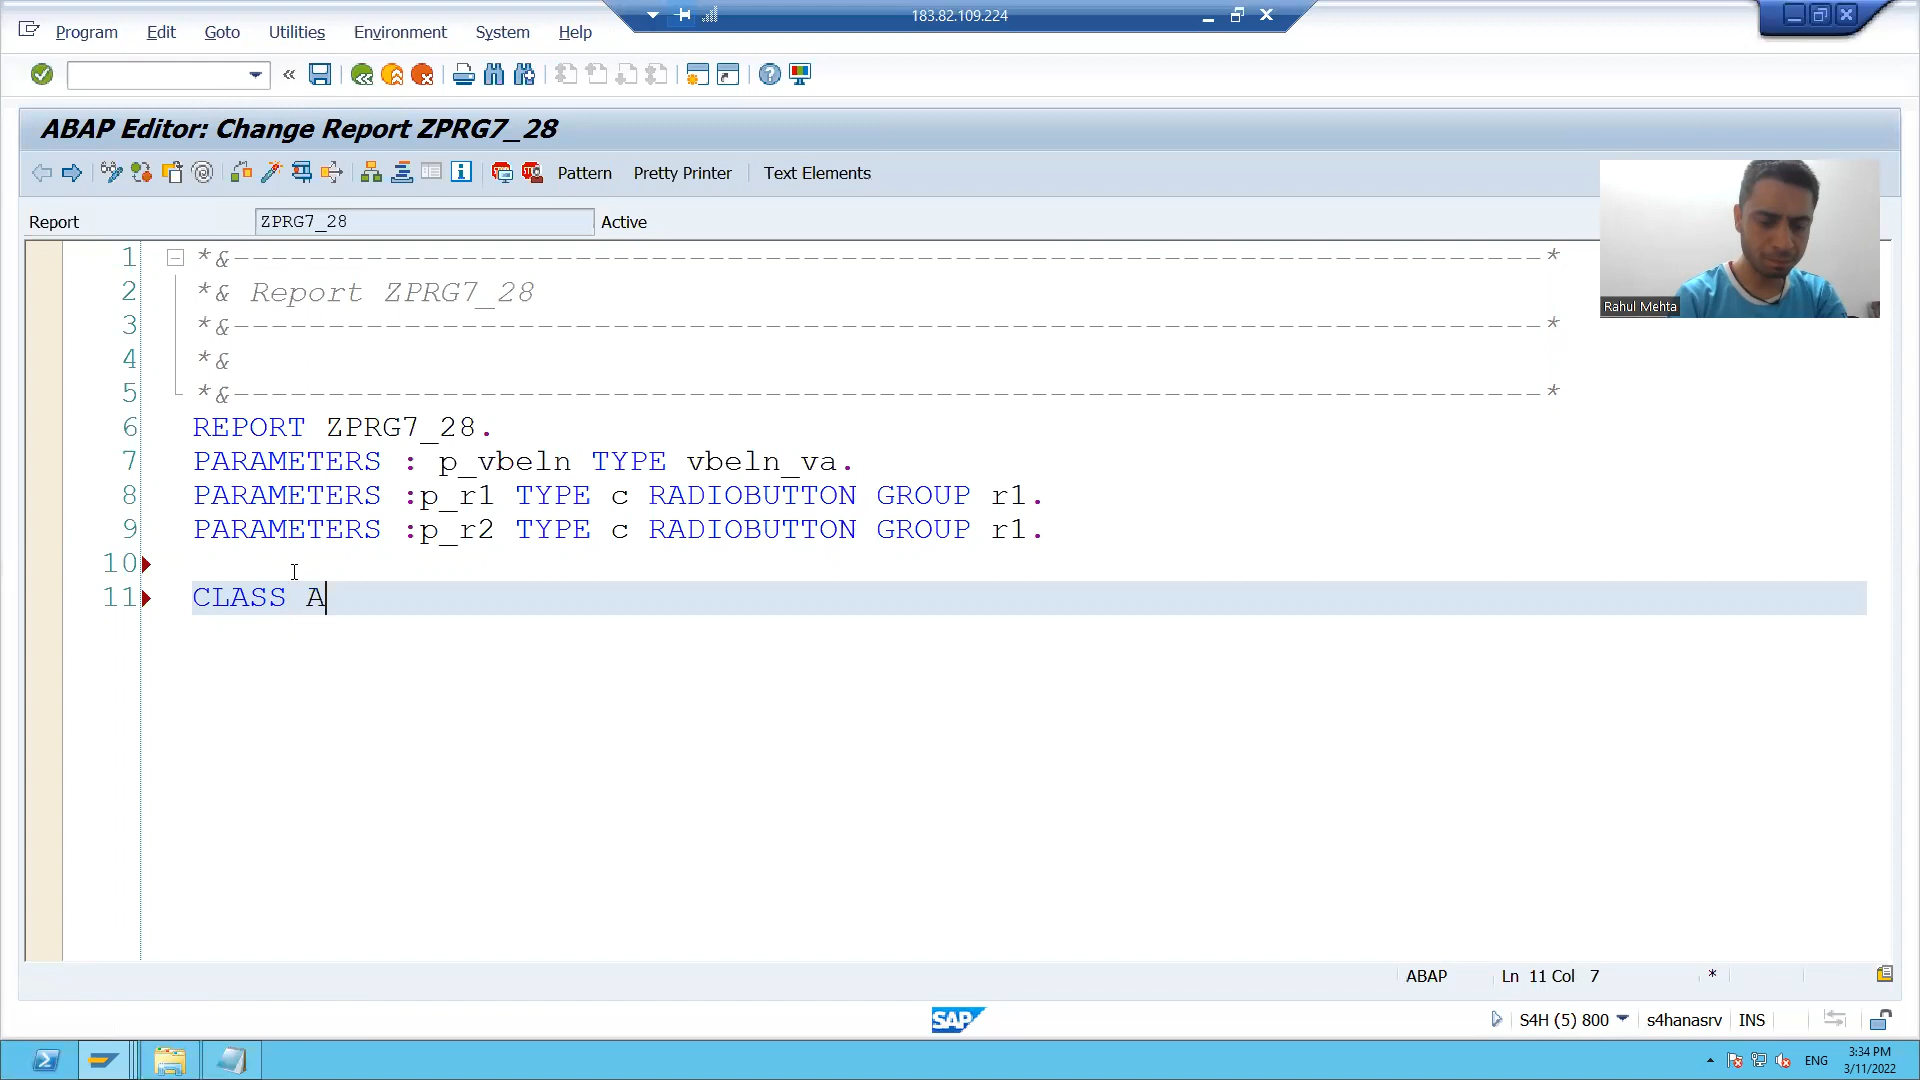 183.82.109.224
Program Edit Goto Utilities Environment System Help
ABAP Editor: Change Report ZPRG7_28
Pattern Pretty Printer Text Elements
Report ZPRG7_28 Active
Rahul Mehta
1 *&---------------------------------------------------------------------*
2 *& Report ZPRG7_28
3 *&---------------------------------------------------------------------*
4 *&
5 *&---------------------------------------------------------------------*
6 REPORT ZPRG7_28.
7 PARAMETERS : p_vbeln TYPE vbeln_va.
8 PARAMETERS :p_r1 TYPE c RADIOBUTTON GROUP r1.
9 PARAMETERS :p_r2 TYPE c RADIOBUTTON GROUP r1.
10
11 CLASS A
ABAP Ln 11 Col 7 *
SAP
S4H (5) 800 s4hanasrv INS
ENG
3:34 PM
3/11/2022